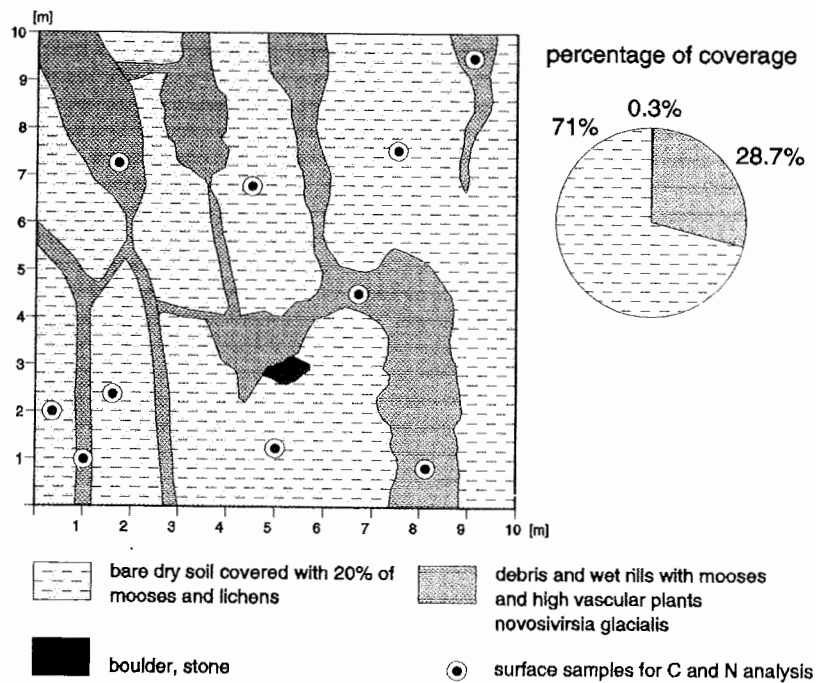 [m]
10
9
8
7
6
5
4
3
2
1
1 2 3 4 5 6 7 8 9 10 [m]
percentage of coverage
0.3%
71%
28.7%
bare dry soil covered with 20% of
mooses and lichens
debris and wet rills with mooses
and high vascular plants
novosivirsia glacialis
boulder, stone
surface samples for C and N analysis